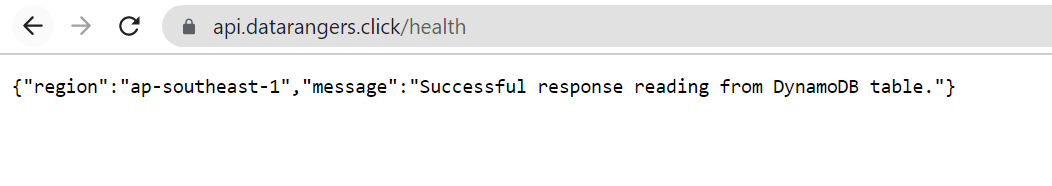 api.datarangers.click/health
{"region":"ap-southeast-1","message":"Successful response reading from DynamoDB table."}